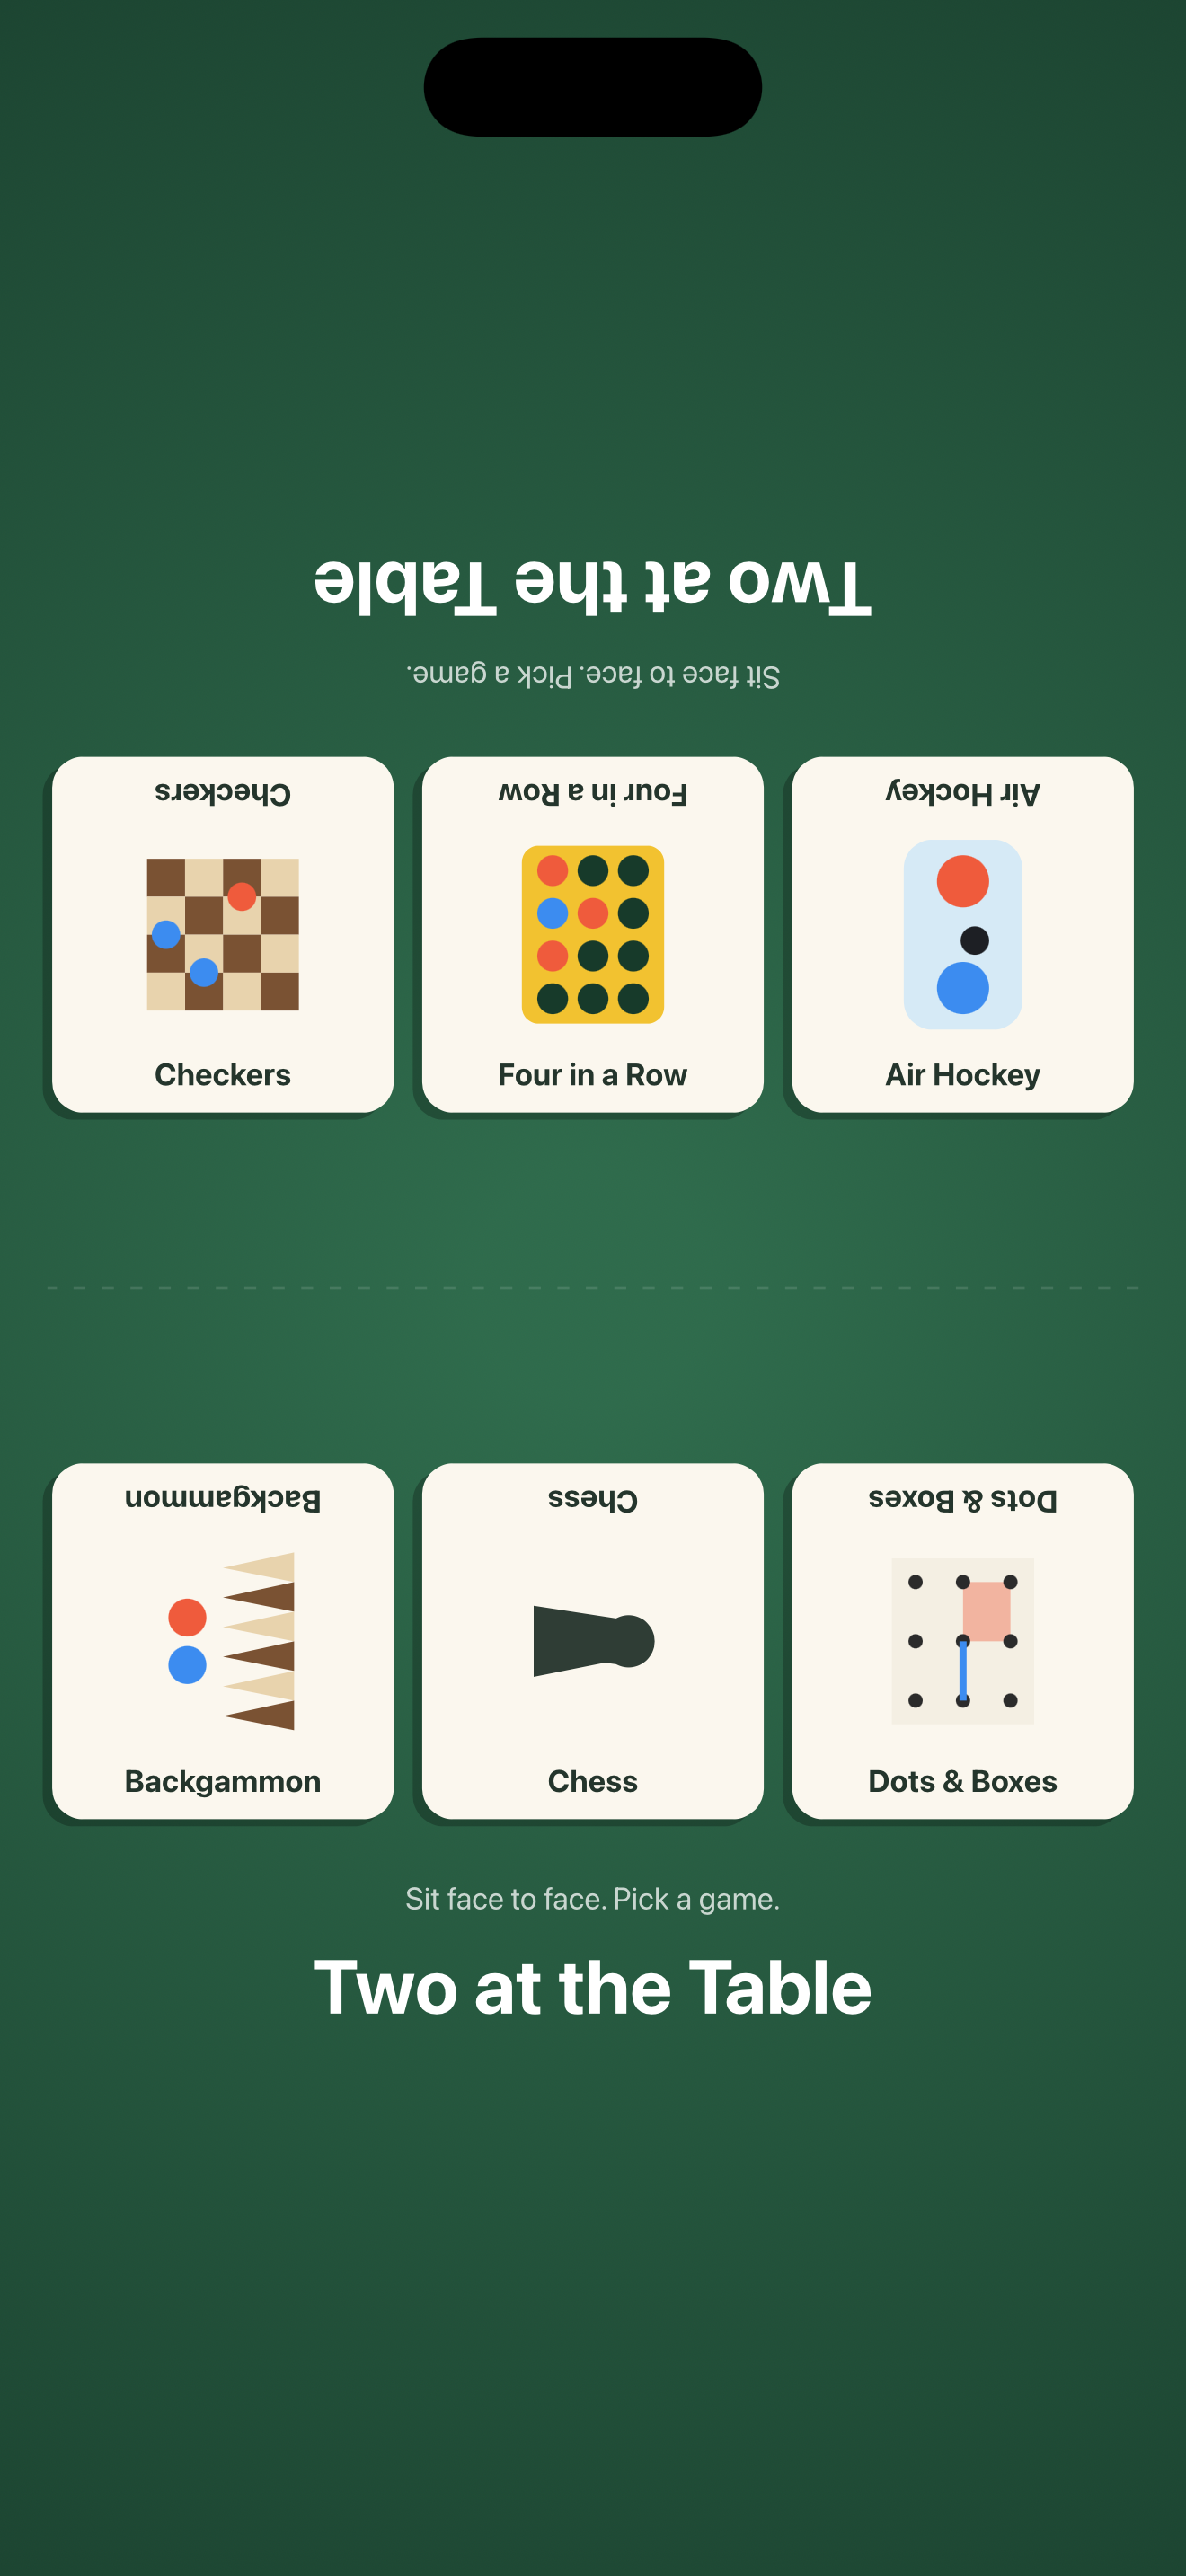 Two at the Table
Sit face to face. Pick a game.
Checkers
Four in a Row
Air Hockey
Checkers
Four in a Row
Air Hockey
Backgammon
Chess
Dots & Boxes
Backgammon
Chess
Dots & Boxes
Sit face to face. Pick a game.
Two at the Table